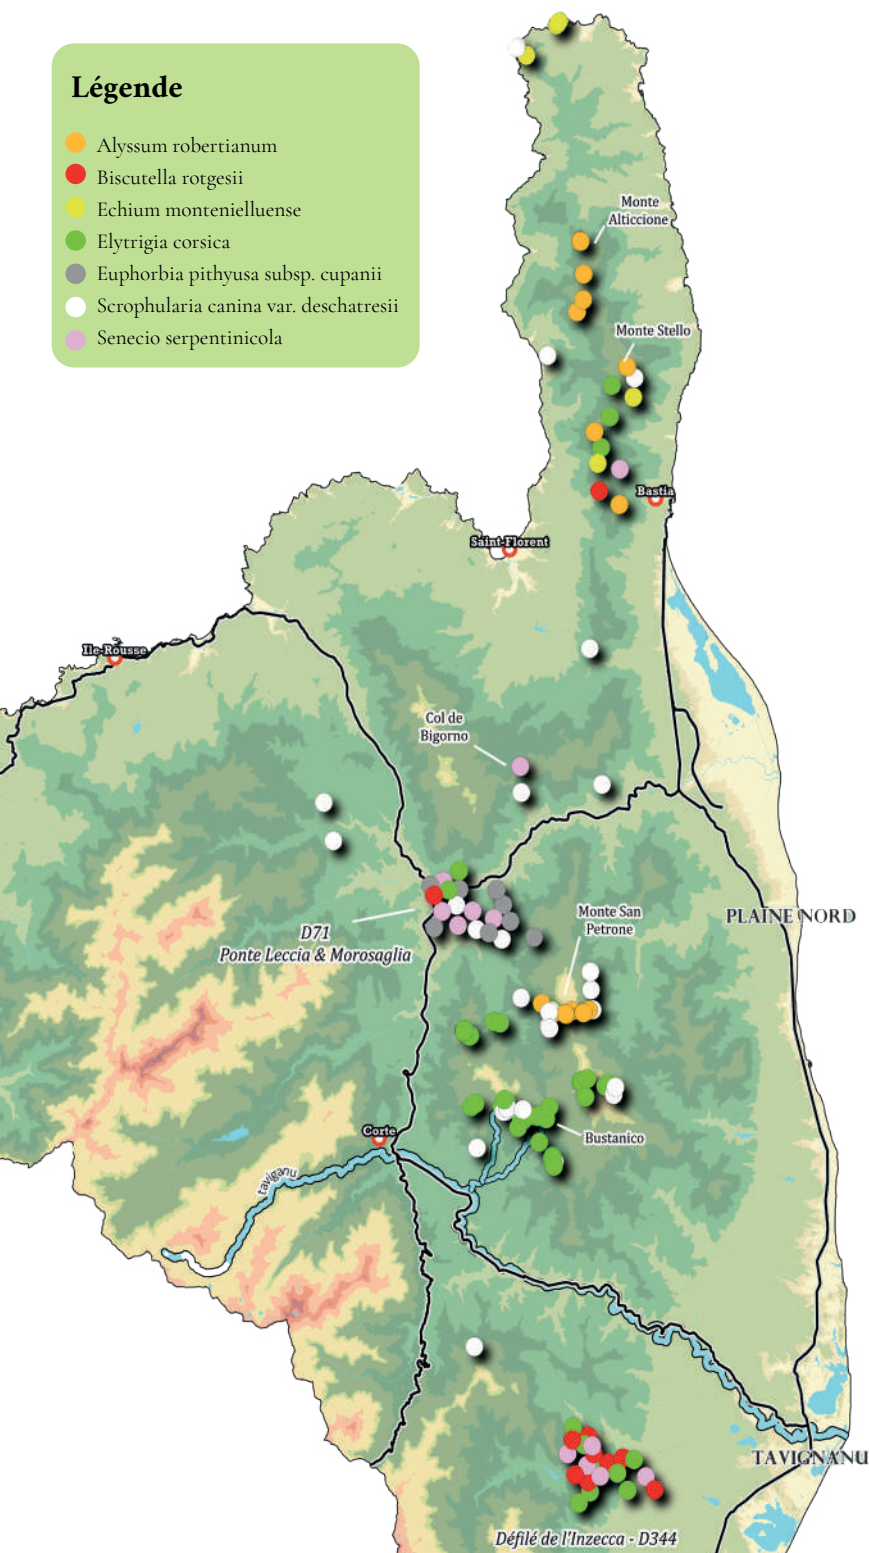 Légende
Alyssum robertianum
Biscutella rotgesii
Echium montenielluense
Elytrigia corsica
Euphorbia pithyusa subsp. cupanii
Scrophularia canina var. deschatresii
Senecio serpentinicola
Monte
Alticcione
Monte Stello
Bastia
Saint-Florent
Ile-Rousse
Col de
Bigorno
Monte San
Petrone
PLAINE NORD
D71
Ponte Leccia & Morosaglia
Corte
Bustanico
taviganu
TAVIGNANU
Défilé de l'Inzecca - D344